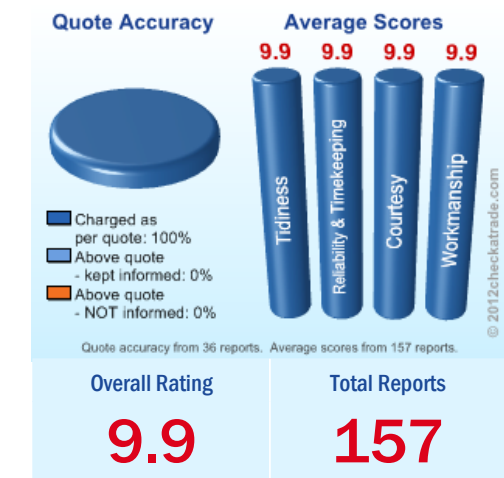 Quote Accuracy
Average Scores
9.9 9.9 9.9 9.9
Tidiness
Reliability & Timekeeping
Courtesy
Workmanship
Charged as
per quote: 100%
Above quote
- kept informed: 0%
Above quote
- NOT informed: 0%
© 2012checkatrade.com
Quote accuracy from 36 reports. Average scores from 157 reports.
Overall Rating
9.9
Total Reports
157